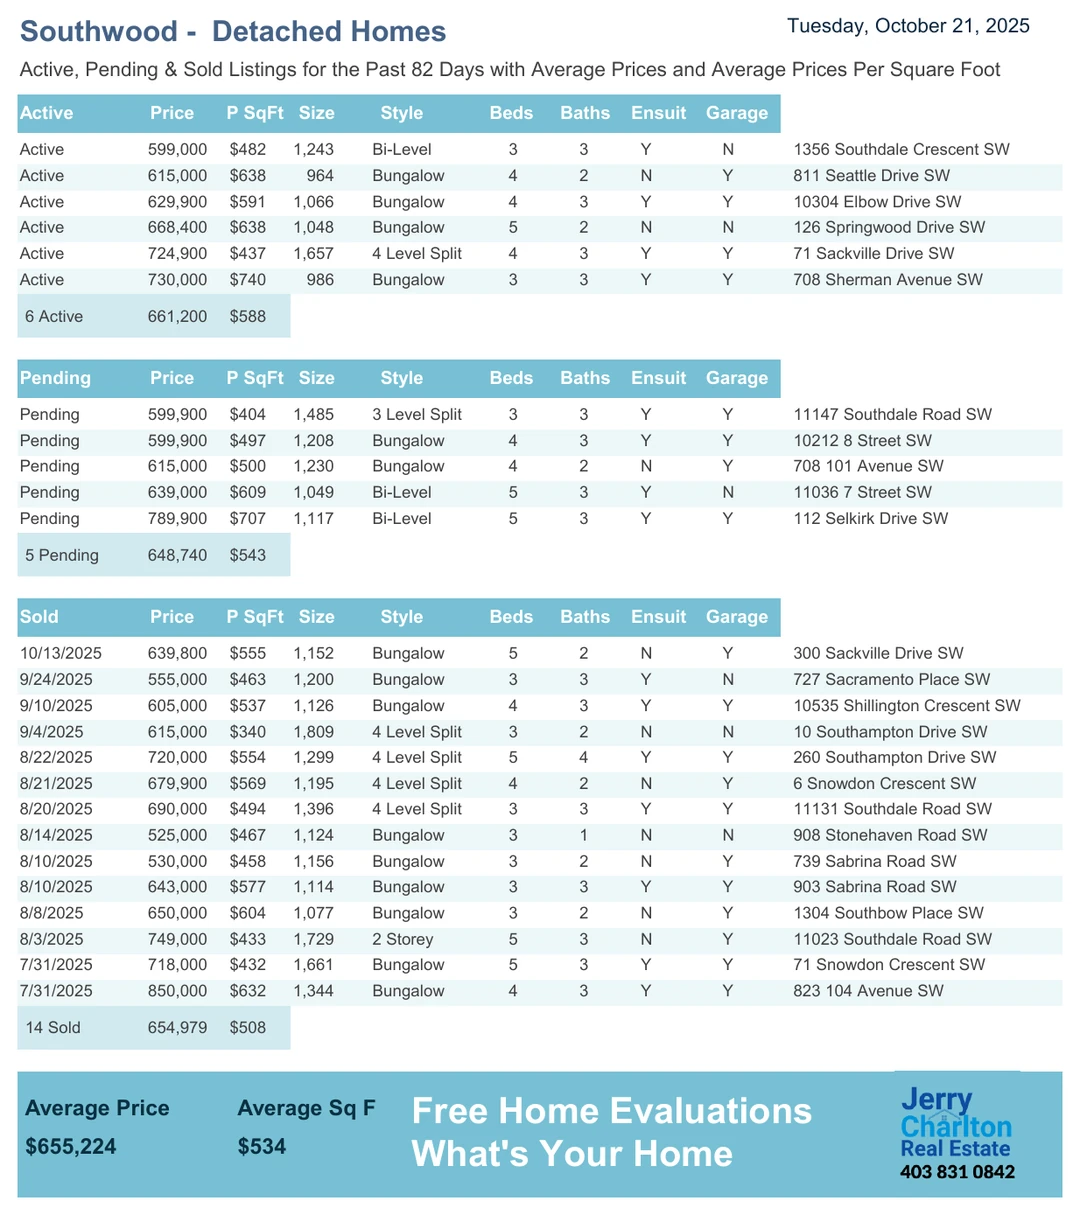 Southwood -  Detached Homes
Tuesday, October 21, 2025
Active, Pending & Sold Listings for the Past 82 Days with Average Prices and Average Prices Per Square Foot
Active Price P SqFt Size Style Beds Baths Ensuit Garage
Active 599,000 $482 1,243 Bi-Level 3 3 Y N 1356 Southdale Crescent SW
Active 615,000 $638 964 Bungalow 4 2 N Y 811 Seattle Drive SW
Active 629,900 $591 1,066 Bungalow 4 3 Y Y 10304 Elbow Drive SW
Active 668,400 $638 1,048 Bungalow 5 2 N N 126 Springwood Drive SW
Active 724,900 $437 1,657 4 Level Split 4 3 Y Y 71 Sackville Drive SW
Active 730,000 $740 986 Bungalow 3 3 Y Y 708 Sherman Avenue SW
6 Active 661,200 $588
Pending Price P SqFt Size Style Beds Baths Ensuit Garage
Pending 599,900 $404 1,485 3 Level Split 3 3 Y Y 11147 Southdale Road SW
Pending 599,900 $497 1,208 Bungalow 4 3 Y Y 10212 8 Street SW
Pending 615,000 $500 1,230 Bungalow 4 2 N Y 708 101 Avenue SW
Pending 639,000 $609 1,049 Bi-Level 5 3 Y N 11036 7 Street SW
Pending 789,900 $707 1,117 Bi-Level 5 3 Y Y 112 Selkirk Drive SW
5 Pending 648,740 $543
Sold Price P SqFt Size Style Beds Baths Ensuit Garage
10/13/2025 639,800 $555 1,152 Bungalow 5 2 N Y 300 Sackville Drive SW
9/24/2025 555,000 $463 1,200 Bungalow 3 3 Y N 727 Sacramento Place SW
9/10/2025 605,000 $537 1,126 Bungalow 4 3 Y Y 10535 Shillington Crescent SW
9/4/2025 615,000 $340 1,809 4 Level Split 3 2 N N 10 Southampton Drive SW
8/22/2025 720,000 $554 1,299 4 Level Split 5 4 Y Y 260 Southampton Drive SW
8/21/2025 679,900 $569 1,195 4 Level Split 4 2 N Y 6 Snowdon Crescent SW
8/20/2025 690,000 $494 1,396 4 Level Split 3 3 Y Y 11131 Southdale Road SW
8/14/2025 525,000 $467 1,124 Bungalow 3 1 N N 908 Stonehaven Road SW
8/10/2025 530,000 $458 1,156 Bungalow 3 2 N Y 739 Sabrina Road SW
8/10/2025 643,000 $577 1,114 Bungalow 3 3 Y Y 903 Sabrina Road SW
8/8/2025 650,000 $604 1,077 Bungalow 3 2 N Y 1304 Southbow Place SW
8/3/2025 749,000 $433 1,729 2 Storey 5 3 N Y 11023 Southdale Road SW
7/31/2025 718,000 $432 1,661 Bungalow 5 3 Y Y 71 Snowdon Crescent SW
7/31/2025 850,000 $632 1,344 Bungalow 4 3 Y Y 823 104 Avenue SW
14 Sold 654,979 $508
Average Price Average Sq F
$655,224 $534
Free Home Evaluations
What's Your Home
Jerry
Charlton
Real Estate
403 831 0842